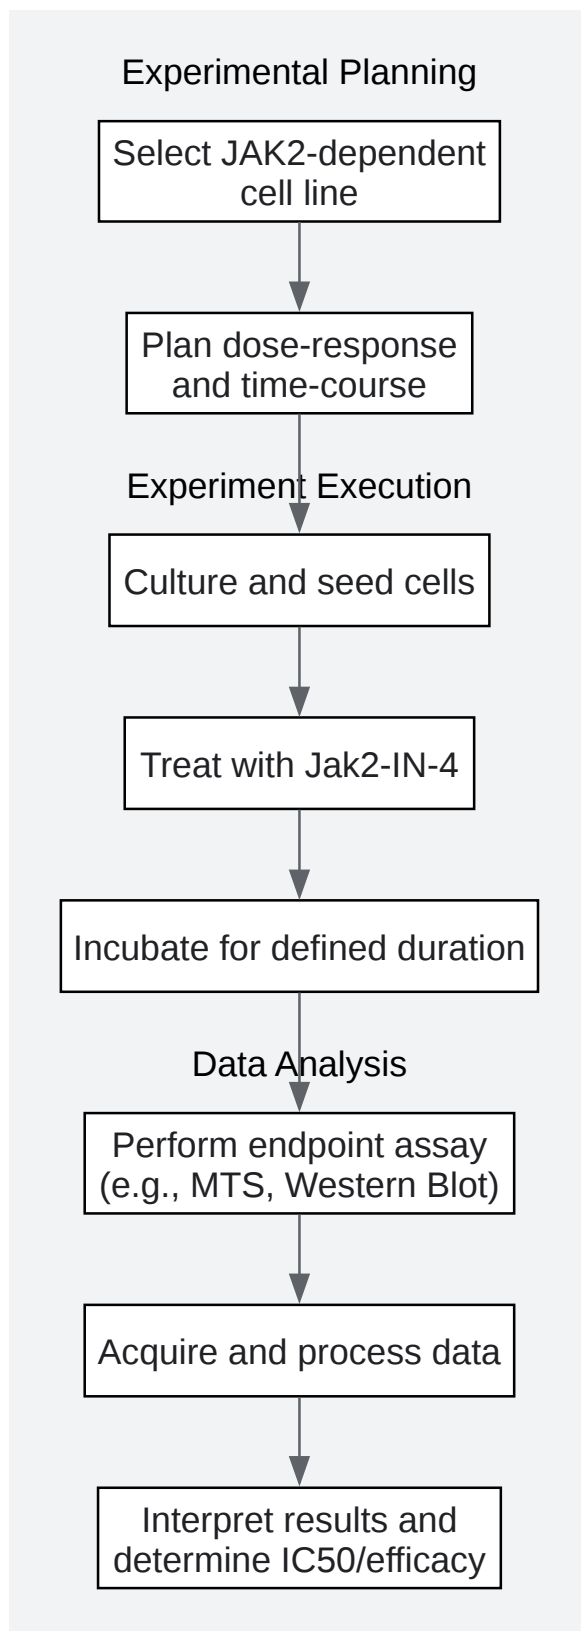 Experimental Planning
Select JAK2-dependent
cell line
Plan dose-response
and time-course
Experiment Execution
Culture and seed cells
Treat with Jak2-IN-4
Incubate for defined duration
Data Analysis
Perform endpoint assay
(e.g., MTS, Western Blot)
Acquire and process data
Interpret results and
determine IC50/efficacy